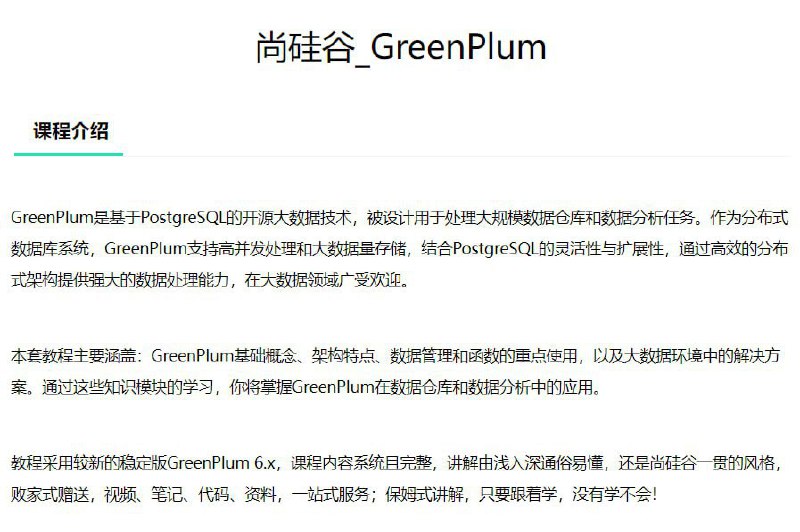 尚硅谷_GreenPlum
课程介绍
GreenPlum是基于PostgreSQL的开源大数据技术，被设计用于处理大规模数据仓库和数据分析任务。作为分布式
数据库系统，GreenPlum支持高并发处理和大数据量存储，结合PostgreSQL的灵活性与扩展性，通过高效的分布
式架构提供强大的数据处理能力，在大数据领域广受欢迎。
本套教程主要涵盖：GreenPlum基础概念、架构特点、数据管理和函数的重点使用，以及大数据环境中的解决方
案。通过这些知识模块的学习，你将掌握GreenPlum在数据仓库和数据分析中的应用。
教程采用较新的稳定版GreenPlum 6.x，课程内容系统且完整，讲解由浅入深通俗易懂，还是尚硅谷一贯的风格，
败家式赠送，视频、笔记、代码、资料，一站式服务；保姆式讲解，只要跟着学，没有学不会！